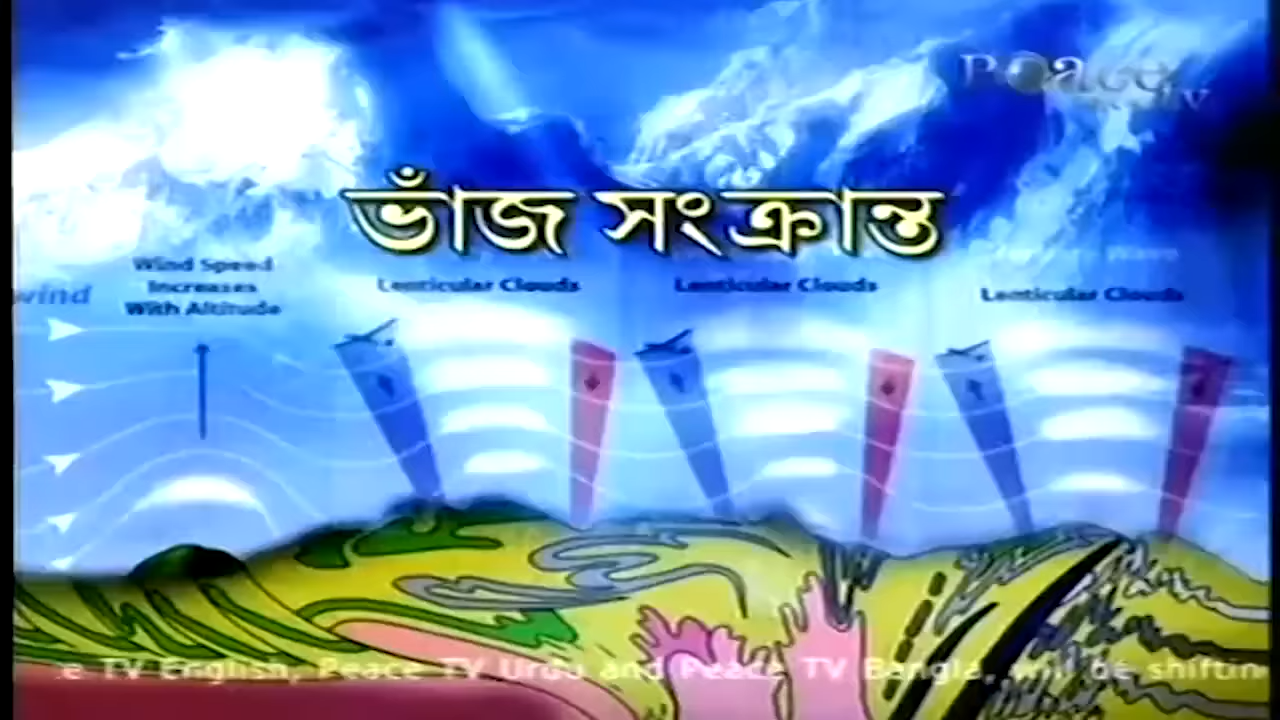 Peace TV
ভাঁজ সংক্রান্ত
Wind Speed
Increases
With Altitude
wind
Lenticular Clouds
Lenticular Clouds
Lenticular Clouds
e TV English, Peace TV Urdu and Peace TV Bangla, will be shiftin